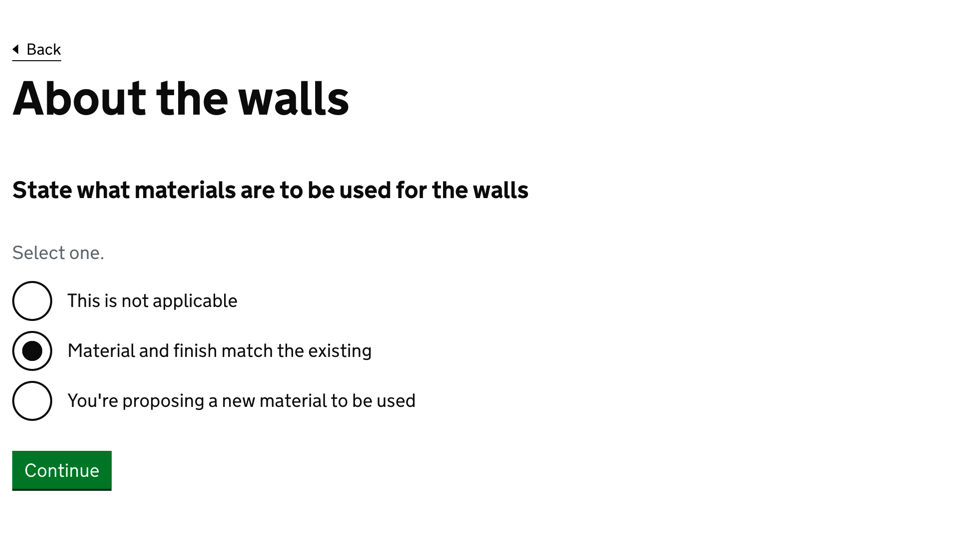 Back
About the walls
State what materials are to be used for the walls
Select one.
This is not applicable
Material and finish match the existing
You're proposing a new material to be used
Continue